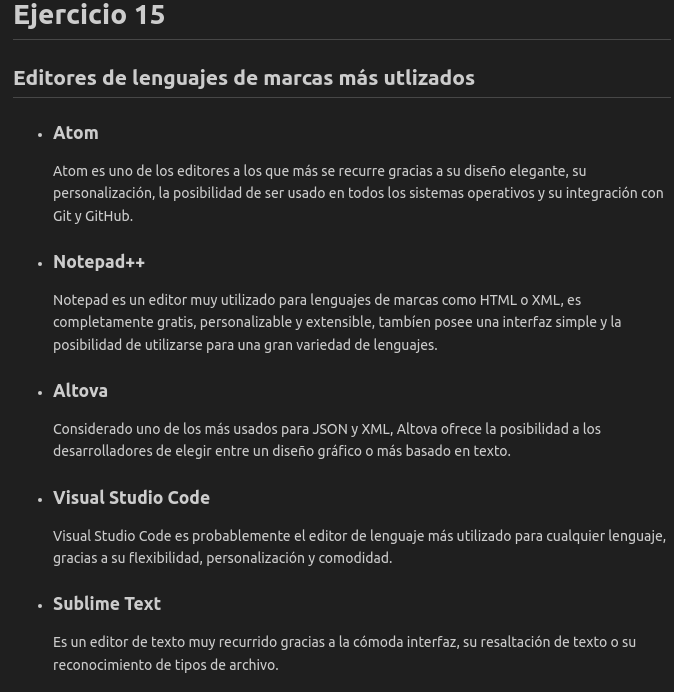 Ejercicio 15
Editores de lenguajes de marcas más utlizados
Atom
Atom es uno de los editores a los que más se recurre gracias a su diseño elegante, su
personalización, la posibilidad de ser usado en todos los sistemas operativos y su integración con
Git y GitHub.
Notepad++
Notepad es un editor muy utilizado para lenguajes de marcas como HTML o XML, es
completamente gratis, personalizable y extensible, tambíen posee una interfaz simple y la
posibilidad de utilizarse para una gran variedad de lenguajes.
Altova
Considerado uno de los más usados para JSON y XML, Altova ofrece la posibilidad a los
desarrolladores de elegir entre un diseño gráfico o más basado en texto.
Visual Studio Code
Visual Studio Code es probablemente el editor de lenguaje más utilizado para cualquier lenguaje,
gracias a su flexibilidad, personalización y comodidad.
Sublime Text
Es un editor de texto muy recurrido gracias a la cómoda interfaz, su resaltación de texto o su
reconocimiento de tipos de archivo.